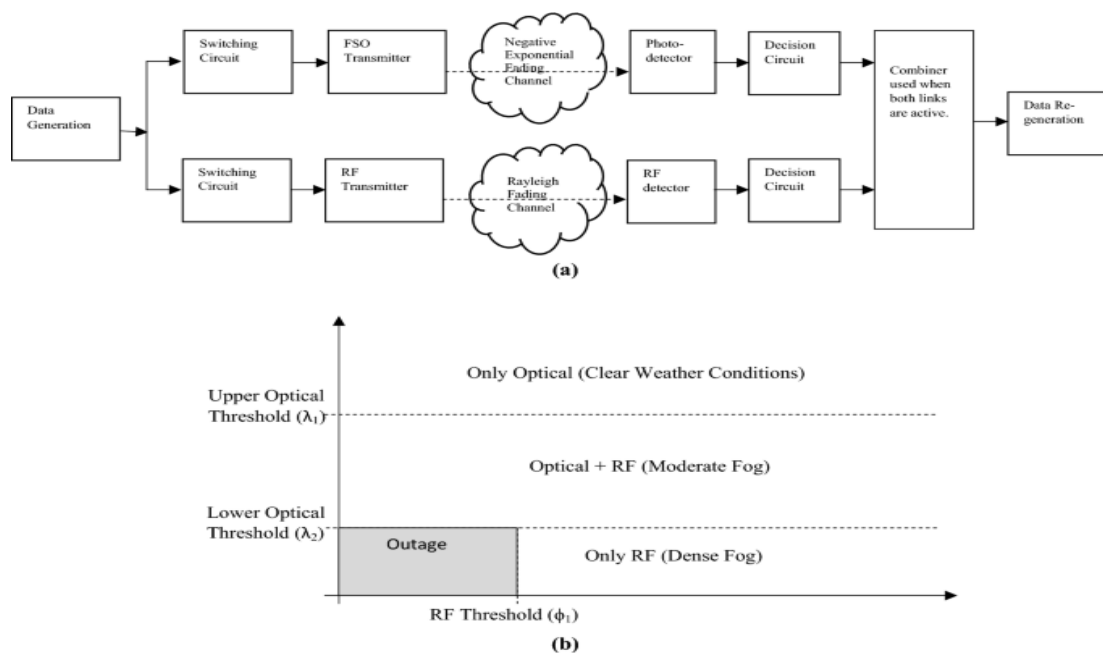 Data
Generation
Switching
Circuit
FSO
Transmitter
Negative
Exponential
Fading
Channel
Photo-
detector
Decision
Circuit
Switching
Circuit
RF
Transmitter
Rayleigh
Fading
Channel
RF
detector
Decision
Circuit
Combiner
used when
both links
are active.
Data Re-
generation
(a)
Only Optical (Clear Weather Conditions)
Upper Optical
Threshold (λ₁)
Optical + RF (Moderate Fog)
Lower Optical
Threshold (λ₂)
Outage
Only RF (Dense Fog)
RF Threshold (ϕ₁)
(b)